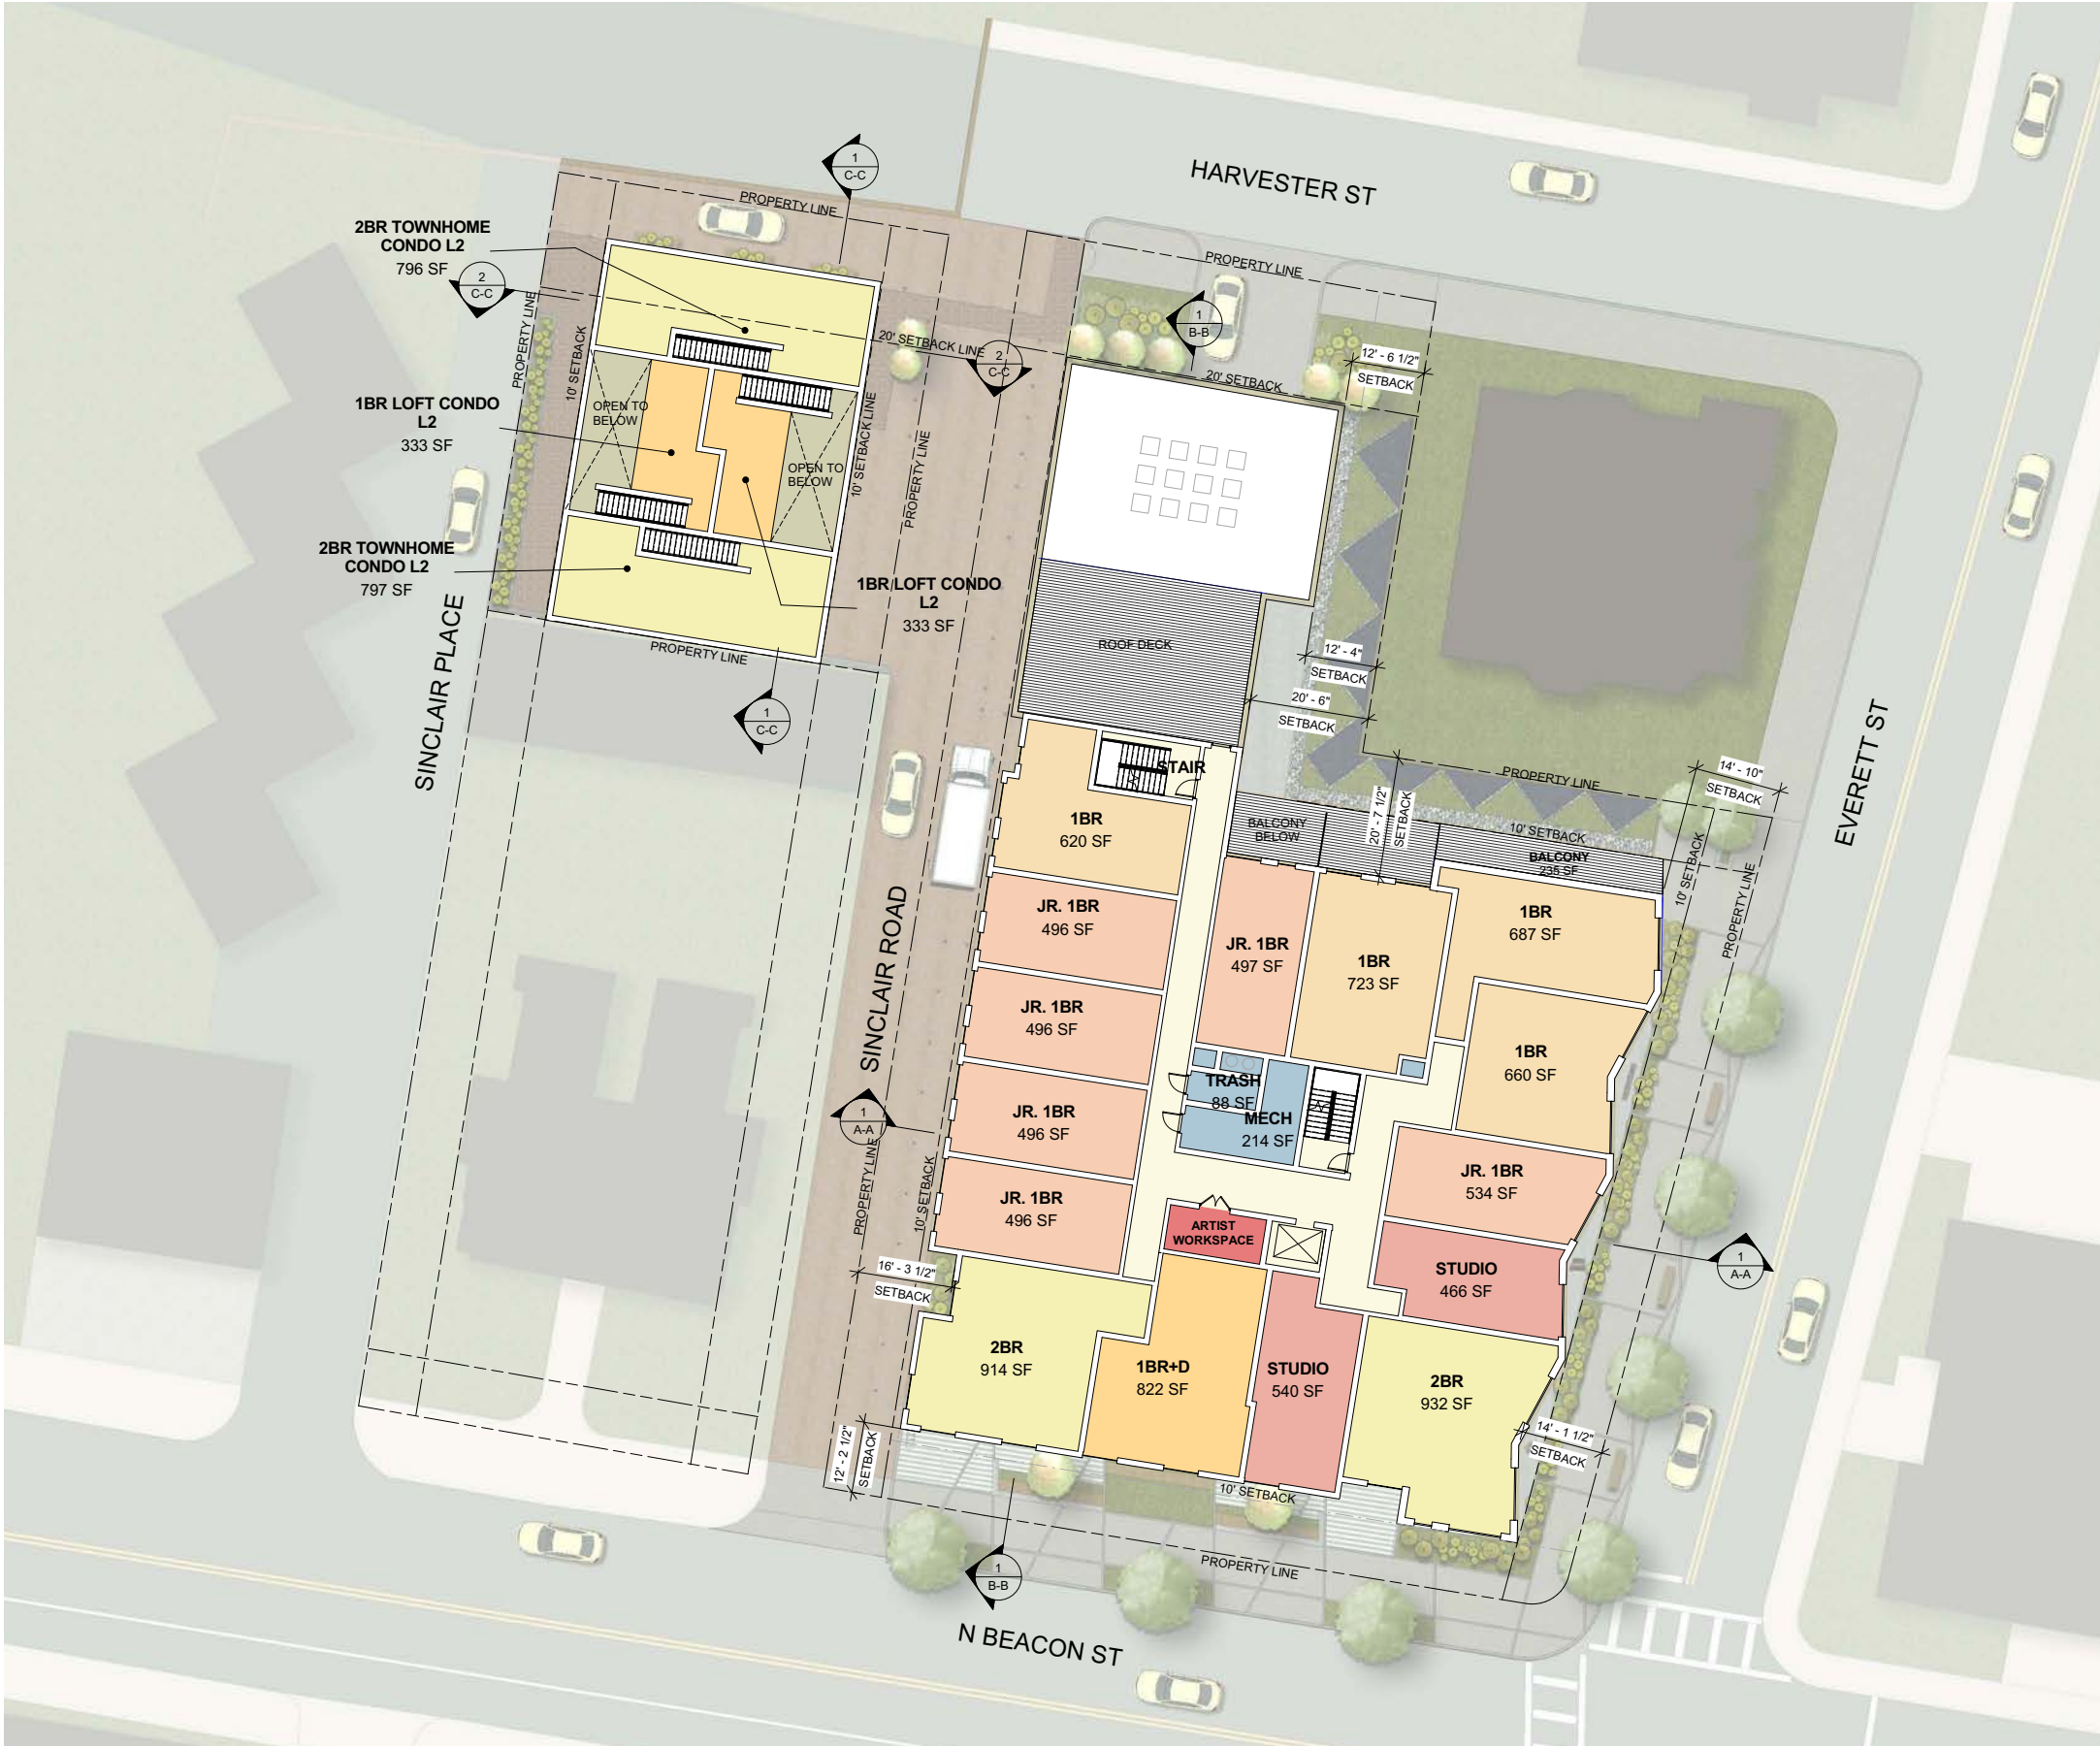 HARVESTER ST
1
C-C
PROPERTY LINE
2BR TOWNHOME
CONDO L2
796 SF
2
C-C
PROPERTY LINE
10' SETBACK
20' SETBACK LINE
2
C-C
PROPERTY LINE
1
B-B
12' - 6 1/2"
SETBACK
20' SETBACK
1BR LOFT CONDO
L2
333 SF
OPEN TO
BELOW
OPEN TO
BELOW
10' SETBACK LINE
PROPERTY LINE
2BR TOWNHOME
CONDO L2
797 SF
1BR LOFT CONDO
L2
333 SF
PROPERTY LINE
SINCLAIR PLACE
1
C-C
ROOF DECK
12' - 4"
SETBACK
20' - 6"
SETBACK
PROPERTY LINE
14' - 10"
SETBACK
EVERETT ST
STAIR
20' - 7 1/2"
SETBACK
BALCONY
BELOW
10' SETBACK
BALCONY
235 SF
10' SETBACK
PROPERTY LINE
1BR
620 SF
JR. 1BR
496 SF
JR. 1BR
497 SF
1BR
723 SF
1BR
687 SF
SINCLAIR ROAD
JR. 1BR
496 SF
1BR
660 SF
TRASH
88 SF
MECH
214 SF
JR. 1BR
496 SF
1
A-A
PROPERTY LINE
10' SETBACK
JR. 1BR
496 SF
JR. 1BR
534 SF
ARTIST
WORKSPACE
STUDIO
466 SF
1
A-A
16' - 3 1/2"
SETBACK
2BR
914 SF
1BR+D
822 SF
STUDIO
540 SF
2BR
932 SF
14' - 1 1/2"
SETBACK
12' - 2 1/2"
SETBACK
10' SETBACK
PROPERTY LINE
1
B-B
N BEACON ST